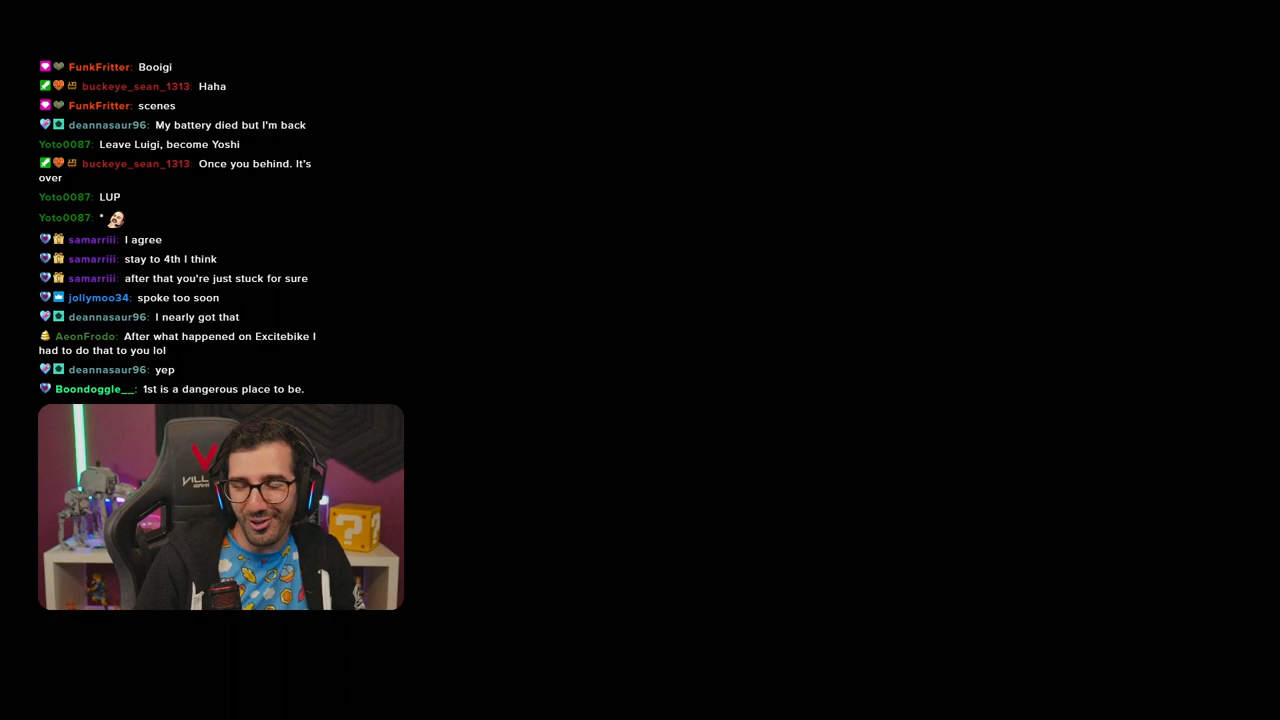 FunkFritter: Booigi
buckeye_sean_1313: Haha
FunkFritter: scenes
deannasaur96: My battery died but I'm back
Yoto0087: Leave Luigi, become Yoshi
buckeye_sean_1313: Once you behind. It's
over
Yoto0087: LUP
Yoto0087: *
samarriii: I agree
samarriii: stay to 4th I think
samarriii: after that you're just stuck for sure
jollymoo34: spoke too soon
deannasaur96: I nearly got that
AeonFrodo: After what happened on Excitebike I
had to do that to you lol
deannasaur96: yep
Boondoggle__: 1st is a dangerous place to be.
VILL
?